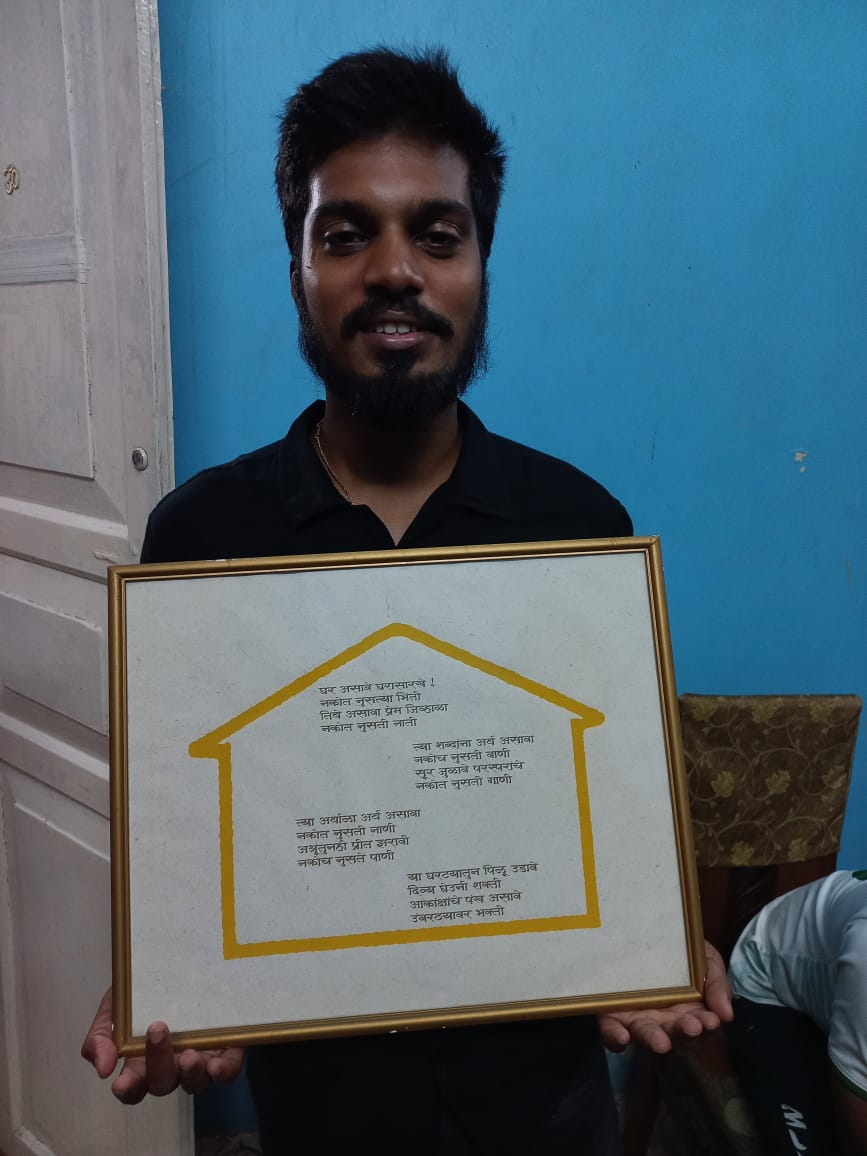 घर असावे घरासारखे !
नकोत नुसत्या भिंती
तिथे असावा प्रेम जिव्हाळा
नकोत नुसती नाती
त्या शब्दांना अर्थ असावा
नकोच नुसती वाणी
सूर जुळावे परस्परांचे
नकोत नुसती गाणी
त्या अर्थाला अर्थ असावा
नकोत नुसती नाणी
अश्रूतुनही प्रीत झरावी
नकोच नुसते पाणी
या घरट्यातुन पिळू उडावे
दिव्य घेउनी शक्ती
आकांक्षांचे पंख असावे
उंबरठ्यावर भक्ती
ॐ